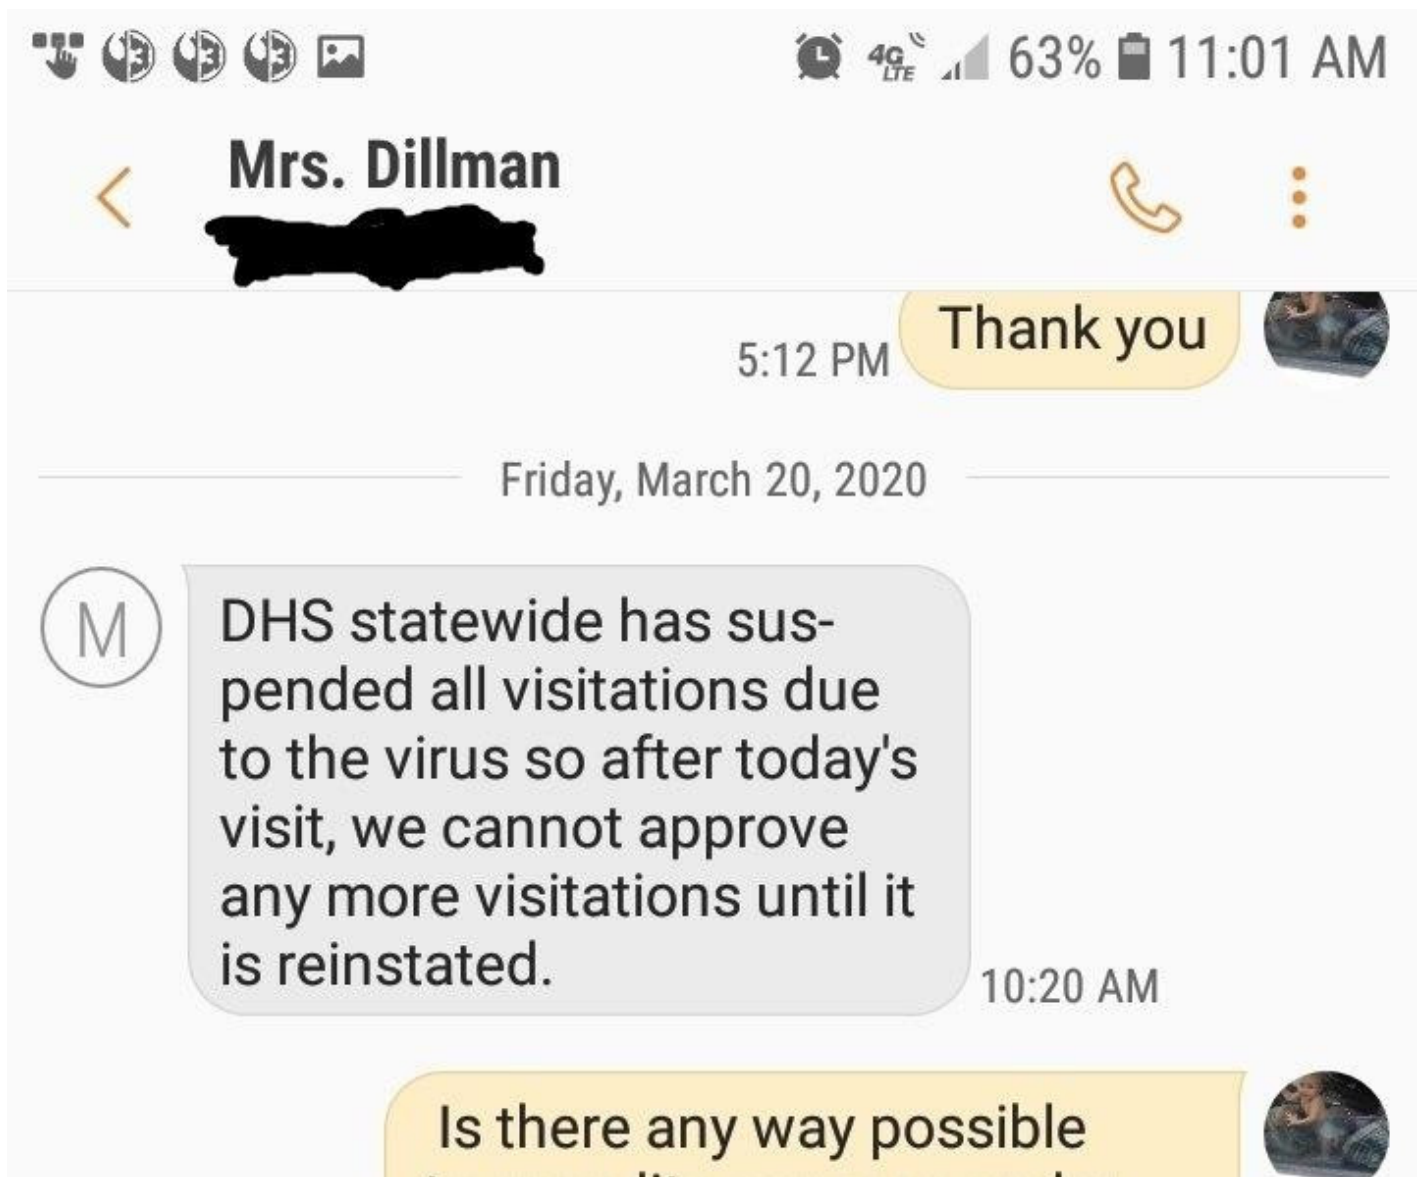 63% 11:01 AM
Mrs. Dillman
Thank you
5:12 PM
Friday, March 20, 2020
M
DHS statewide has sus-
pended all visitations due
to the virus so after today's
visit, we cannot approve
any more visitations until it
is reinstated.
10:20 AM
Is there any way possible